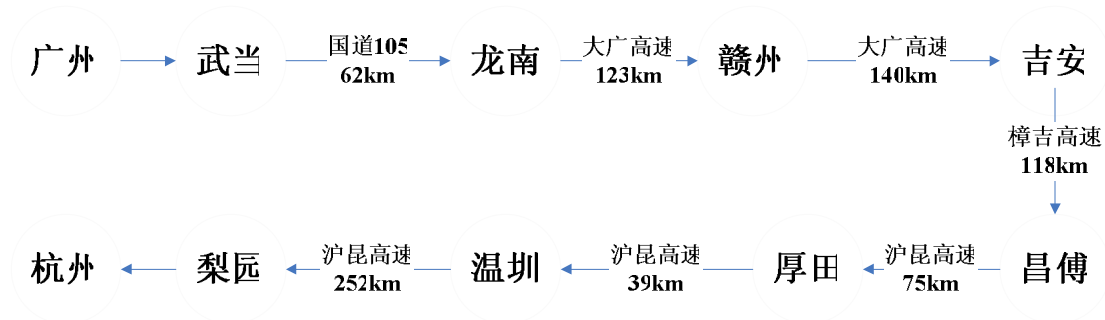 广州
武当
国道105
62km
龙南
大广高速
123km
赣州
大广高速
140km
吉安
樟吉高速
118km
杭州
梨园
沪昆高速
252km
温圳
沪昆高速
39km
厚田
沪昆高速
75km
昌傅